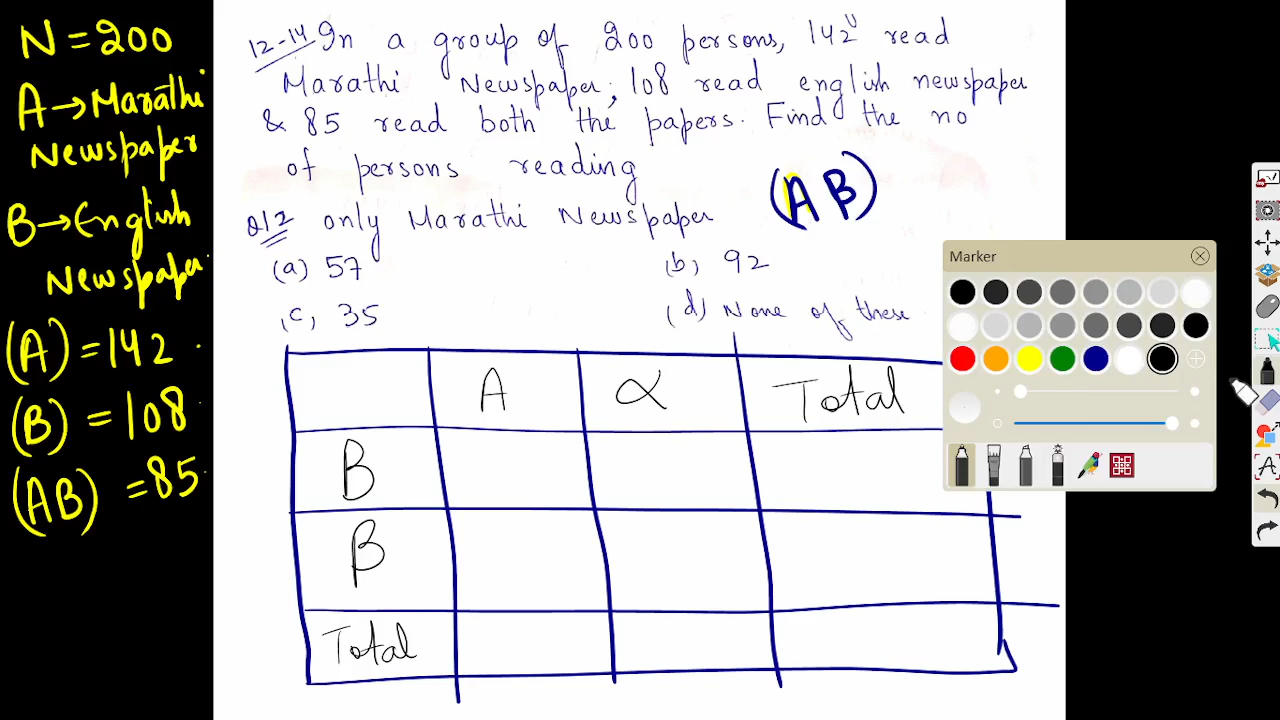 N = 200
A → Marathi
Newspaper
B → English
Newspaper
(A) = 142
(B) = 108
(AB) = 85
12-14 In a group of 200 persons, 142 read
Marathi Newspaper, 108 read english newspaper
& 85 read both the papers. Find the no
of persons reading
Q12 only Marathi Newspaper
(AB)
(a) 57 (b) 92
(c) 35 (d) None of these
A α Total
B
β
Total
Marker